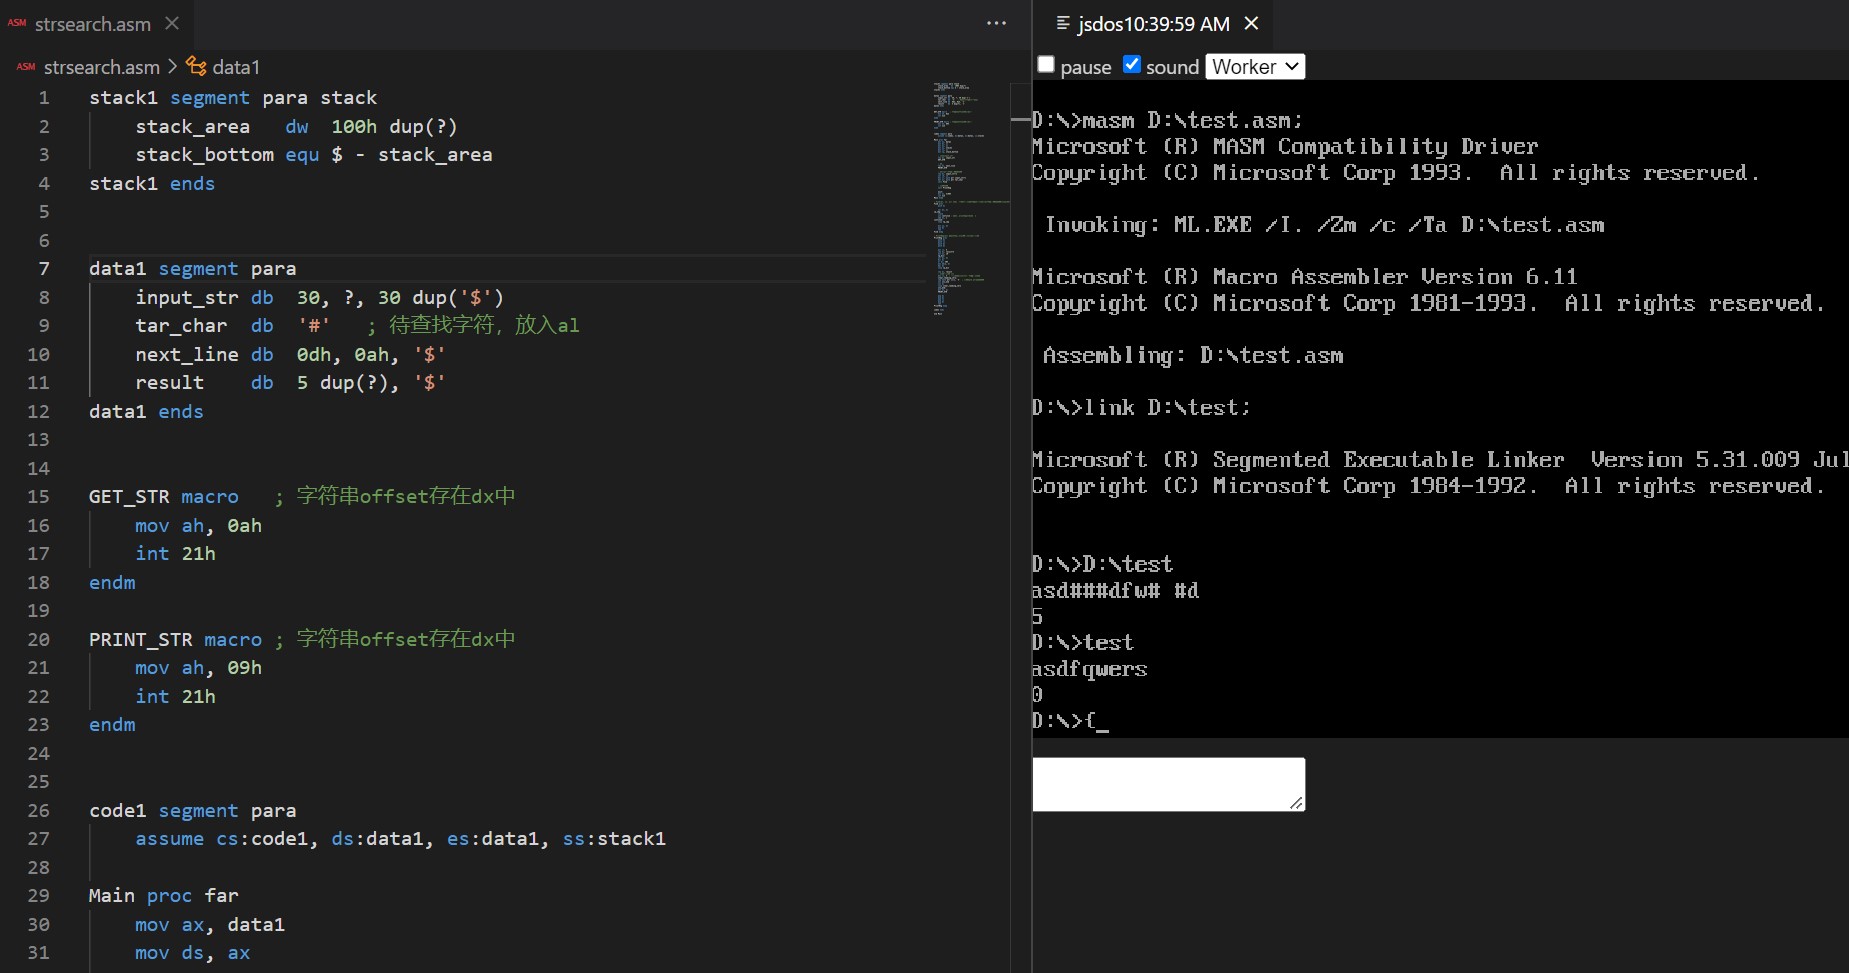 ASM strsearch.asm
ASM strsearch.asm > data1
1 stack1 segment para stack
2 stack_area dw 100h dup(?)
3 stack_bottom equ $ - stack_area
4 stack1 ends
5
6
7 data1 segment para
8 input_str db 30, ?, 30 dup('$')
9 tar_char db '#' ; 待查找字符，放入al
10 next_line db 0dh, 0ah, '$'
11 result db 5 dup(?), '$'
12 data1 ends
13
14
15 GET_STR macro ; 字符串offset存在dx中
16 mov ah, 0ah
17 int 21h
18 endm
19
20 PRINT_STR macro ; 字符串offset存在dx中
21 mov ah, 09h
22 int 21h
23 endm
24
25
26 code1 segment para
27 assume cs:code1, ds:data1, es:data1, ss:stack1
28
29 Main proc far
30 mov ax, data1
31 mov ds, ax
jsdos10:39:59 AM
pause sound Worker
D:\>masm D:\test.asm;
Microsoft (R) MASM Compatibility Driver
Copyright (C) Microsoft Corp 1993.  All rights reserved.
Invoking: ML.EXE /I. /Zm /c /Ta D:\test.asm
Microsoft (R) Macro Assembler Version 6.11
Copyright (C) Microsoft Corp 1981-1993.  All rights reserved.
Assembling: D:\test.asm
D:\>link D:\test;
Microsoft (R) Segmented Executable Linker  Version 5.31.009 Jul
Copyright (C) Microsoft Corp 1984-1992.  All rights reserved.
D:\>D:\test
asd###dfw# #d
5
D:\>test
asdfqwers
0
D:\>{_